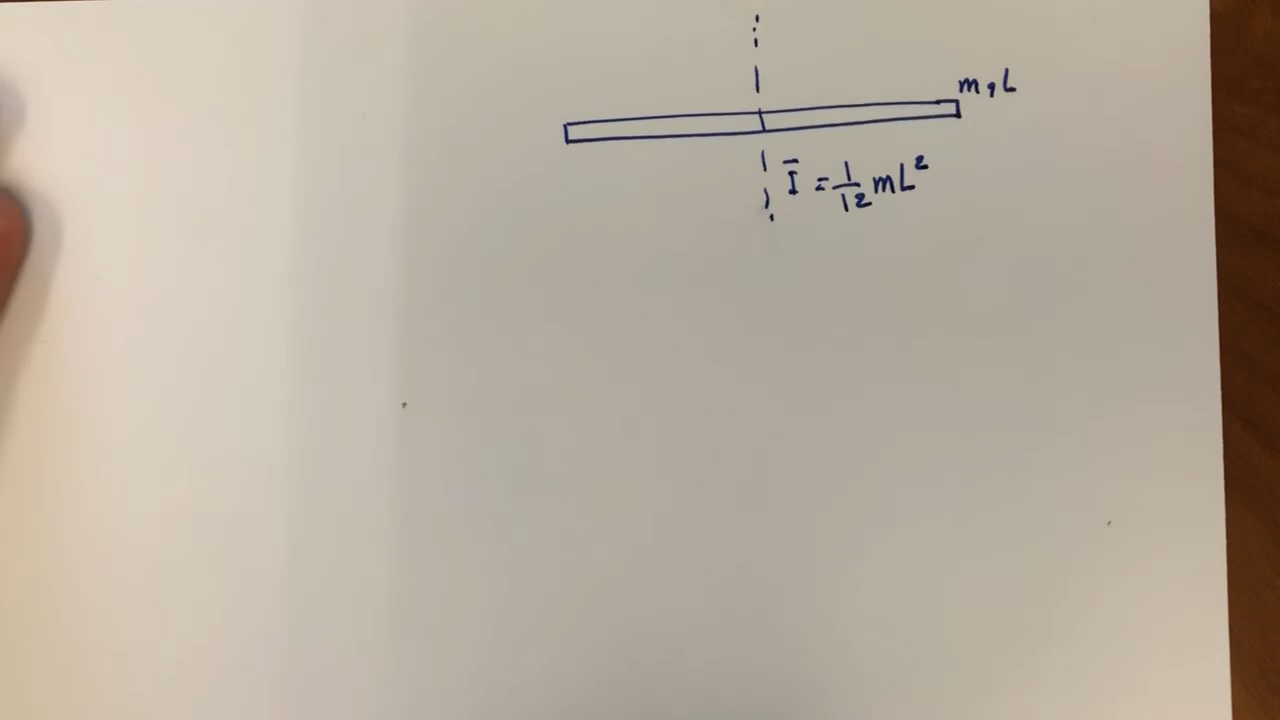 m, L
Ī = 1/12 mL²